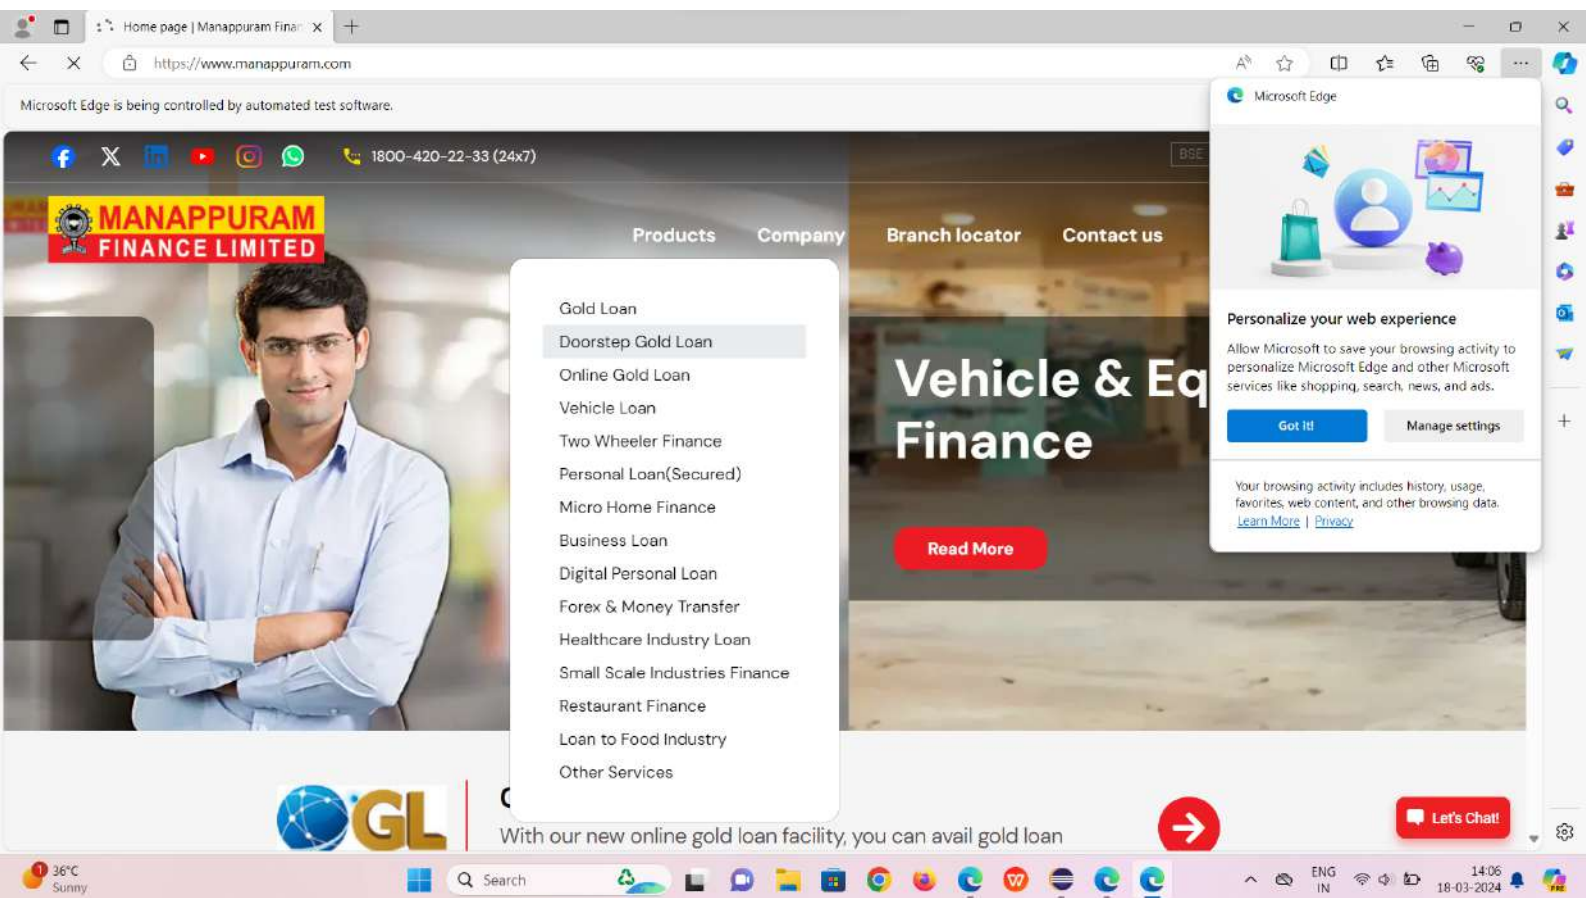 Home page | Manappuram Finan
https://www.manappuram.com
Microsoft Edge is being controlled by automated test software.
1800-420-22-33 (24x7)
BSE
MANAPPURAM
FINANCE LIMITED
Products
Company
Branch locator
Contact us
Gold Loan
Doorstep Gold Loan
Online Gold Loan
Vehicle Loan
Two Wheeler Finance
Personal Loan(Secured)
Micro Home Finance
Business Loan
Digital Personal Loan
Forex & Money Transfer
Healthcare Industry Loan
Small Scale Industries Finance
Restaurant Finance
Loan to Food Industry
Other Services
Vehicle & Eq
Finance
Read More
Microsoft Edge
Personalize your web experience
Allow Microsoft to save your browsing activity to
personalize Microsoft Edge and other Microsoft
services like shopping, search, news, and ads.
Got it!
Manage settings
Your browsing activity includes history, usage,
favorites, web content, and other browsing data.
Learn More | Privacy
OGL
With our new online gold loan facility, you can avail gold loan
Let's Chat!
1
36°C
Sunny
Search
ENG
IN
14:06
18-03-2024
PRE